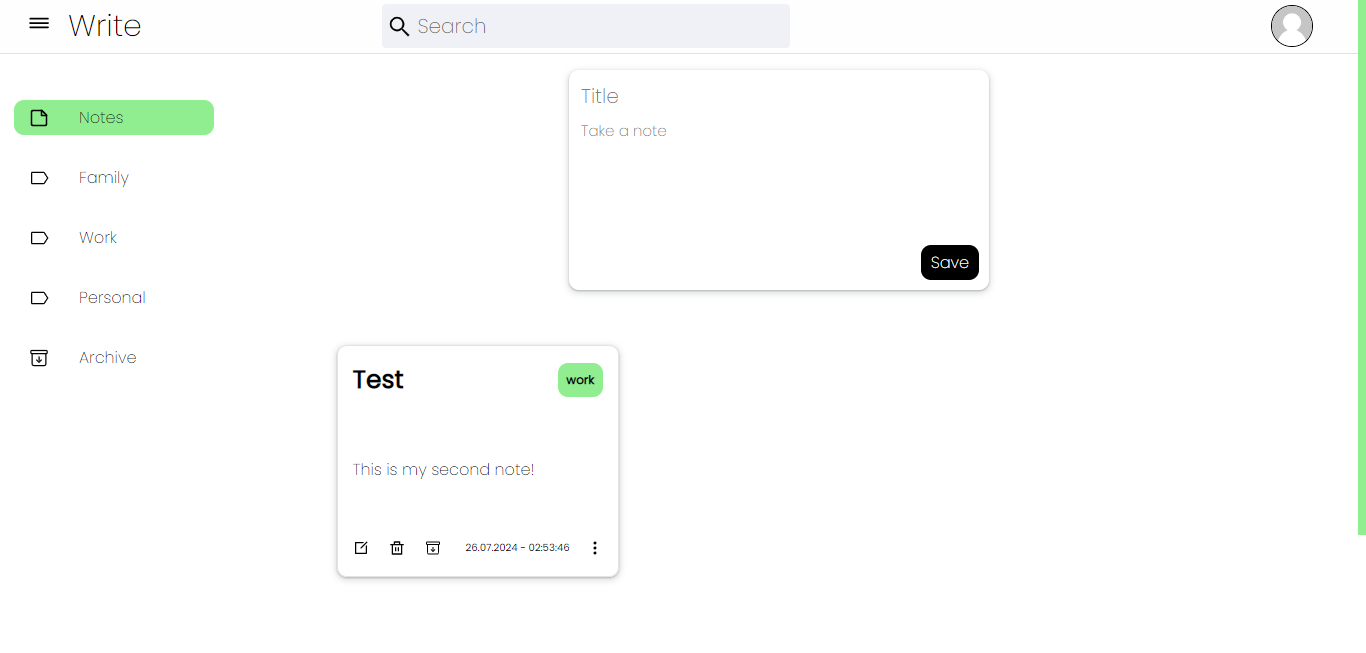 Write
Search
Notes
Family
Work
Personal
Archive
Title
Take a note
Save
Test
work
This is my second note!
26.07.2024 - 02:53:46